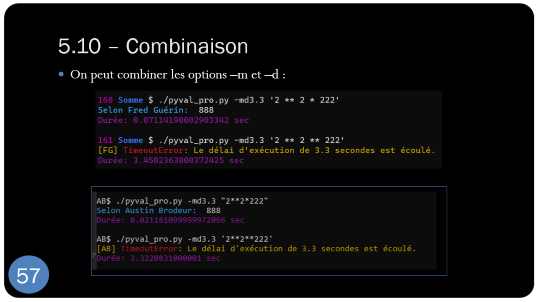 5.10 – Combinaison
On peut combiner les options –m et –d :
160 Somme $ ./pyval_pro.py -md3.3 '2 ** 2 * 222'
Selon Fred Guérin:  888
Durée: 0.07114190002903342 sec
161 Somme $ ./pyval_pro.py -md3.3 '2 ** 2 ** 222'
[FG] TimeoutError: Le délai d'exécution de 3.3 secondes est écoulé.
Durée: 3.4582363000372425 sec
AB$ ./pyval_pro.py -md3.3 "2**2*222"
Selon Austin Brodeur:  888
Durée: 0.021161099999972066 sec
AB$ ./pyval_pro.py -md3.3 '2**2**222'
[AB] TimeoutError: Le délai d'exécution de 3.3 secondes est écoulé.
Durée: 3.3220831000001 sec
57